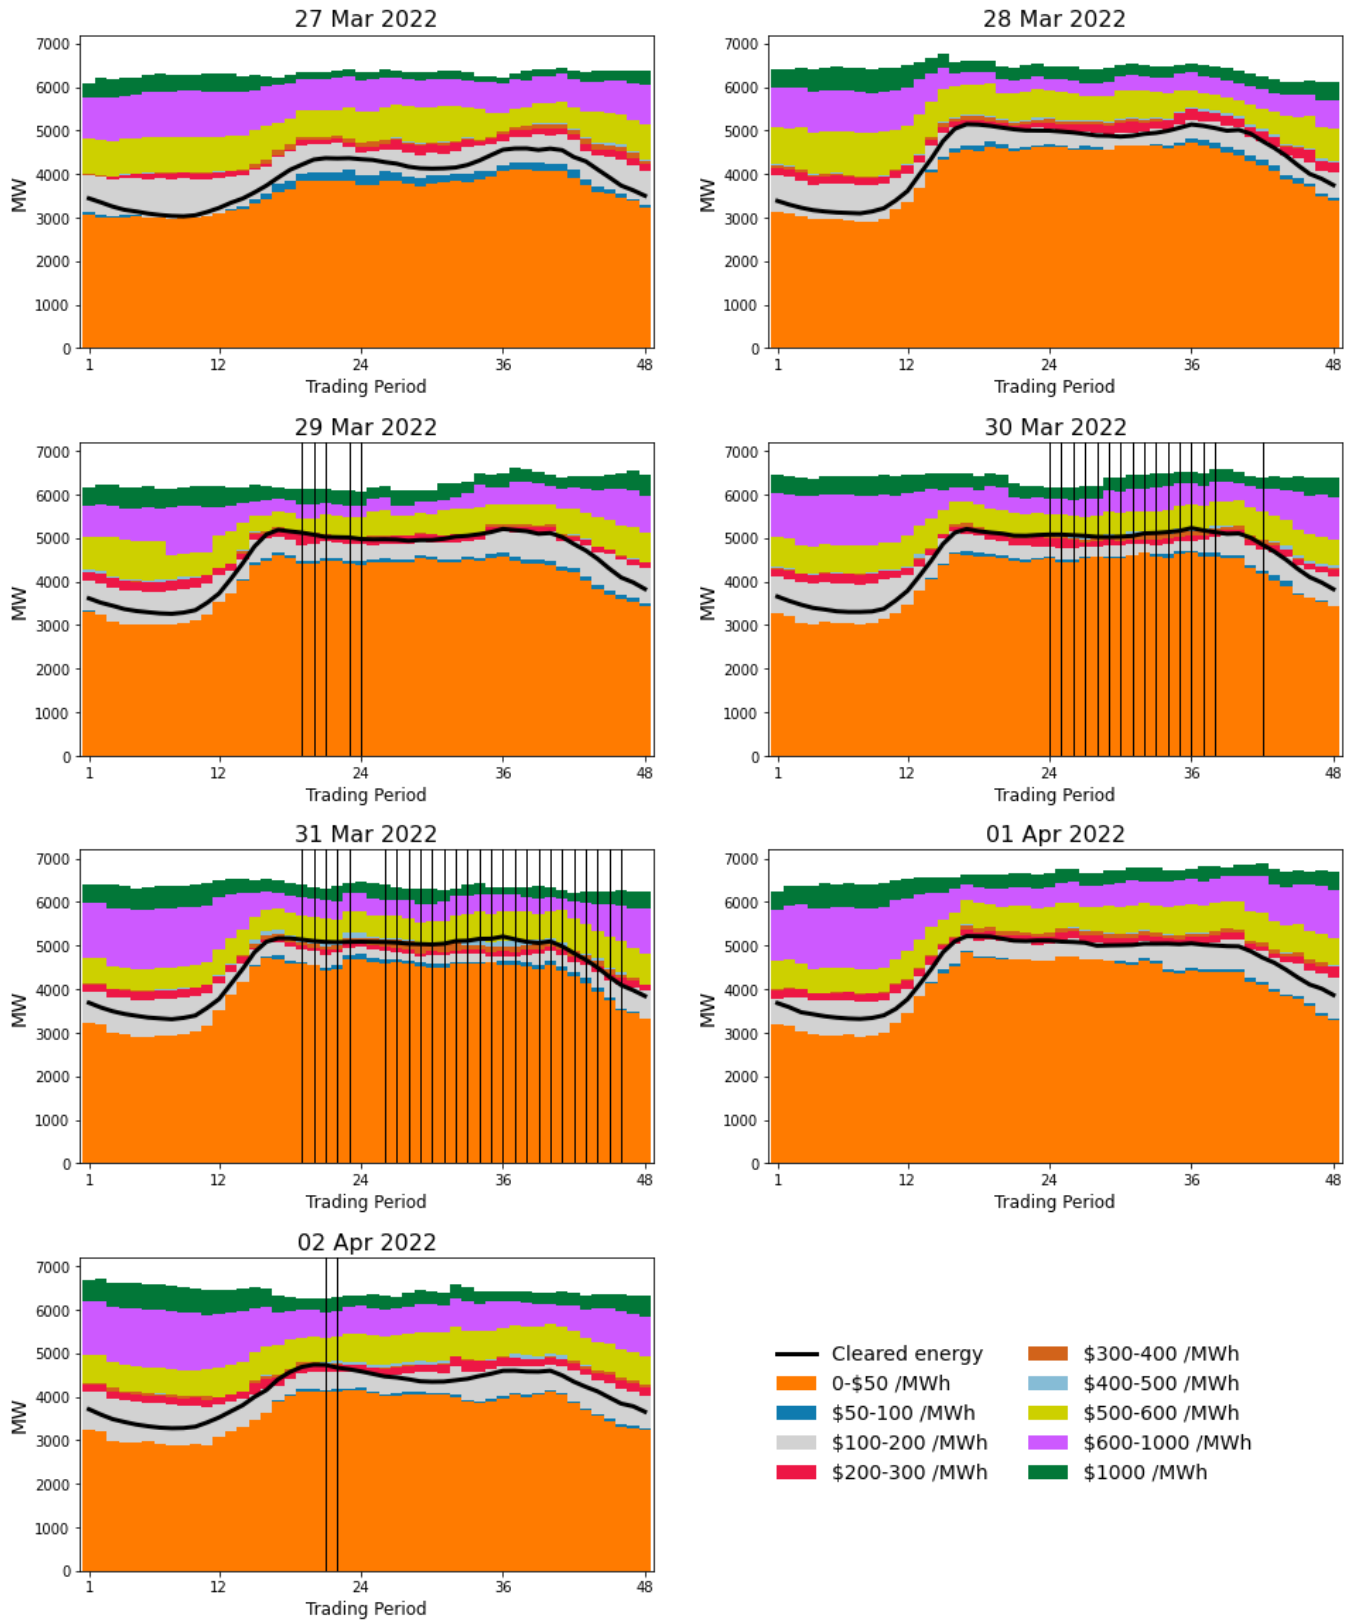 27 Mar 2022
7000
6000
5000
4000
3000
2000
1000
0
MW
1 12 24 36 48
Trading Period
28 Mar 2022
7000
6000
5000
4000
3000
2000
1000
0
MW
1 12 24 36 48
Trading Period
29 Mar 2022
7000
6000
5000
4000
3000
2000
1000
0
MW
1 12 24 36 48
Trading Period
30 Mar 2022
7000
6000
5000
4000
3000
2000
1000
0
MW
1 12 24 36 48
Trading Period
31 Mar 2022
7000
6000
5000
4000
3000
2000
1000
0
MW
1 12 24 36 48
Trading Period
01 Apr 2022
7000
6000
5000
4000
3000
2000
1000
0
MW
1 12 24 36 48
Trading Period
02 Apr 2022
7000
6000
5000
4000
3000
2000
1000
0
MW
1 12 24 36 48
Trading Period
Cleared energy
0-$50 /MWh
$50-100 /MWh
$100-200 /MWh
$200-300 /MWh
$300-400 /MWh
$400-500 /MWh
$500-600 /MWh
$600-1000 /MWh
$1000 /MWh